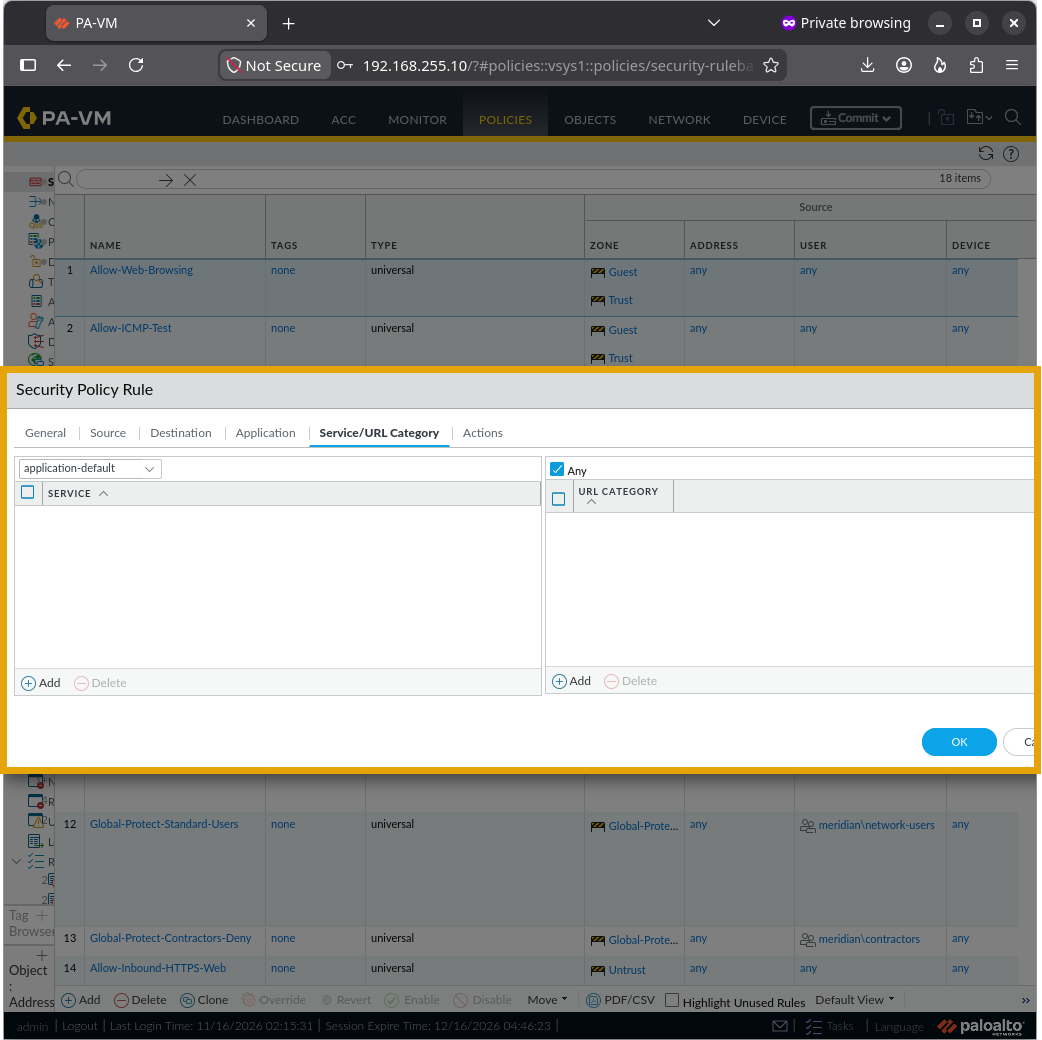 PA-VM
Private browsing
Not Secure
192.168.255.10/?#policies::vsys1::policies/security-ruleba
PA-VM
DASHBOARD
ACC
MONITOR
POLICIES
OBJECTS
NETWORK
DEVICE
Commit
18 items
Source
NAME
TAGS
TYPE
ZONE
ADDRESS
USER
DEVICE
1 Allow-Web-Browsing none universal Guest any any any
Trust
2 Allow-ICMP-Test none universal Guest any any any
Trust
Security Policy Rule
General
Source
Destination
Application
Service/URL Category
Actions
application-default
SERVICE
Add
Delete
Any
URL CATEGORY
Add
Delete
OK
Ca
12 Global-Protect-Standard-Users none universal Global-Prote... any meridian\network-users any
13 Global-Protect-Contractors-Deny none universal Global-Prote... any meridian\contractors any
14 Allow-Inbound-HTTPS-Web none universal Untrust any any any
Tag
Browser
Object
:
Address
Add
Delete
Clone
Override
Revert
Enable
Disable
Move
PDF/CSV
Highlight Unused Rules
Default View
admin | Logout | Last Login Time: 11/16/2026 02:15:31 | Session Expire Time: 12/16/2026 04:46:23 |
Tasks | Language
paloalto
NETWORKS